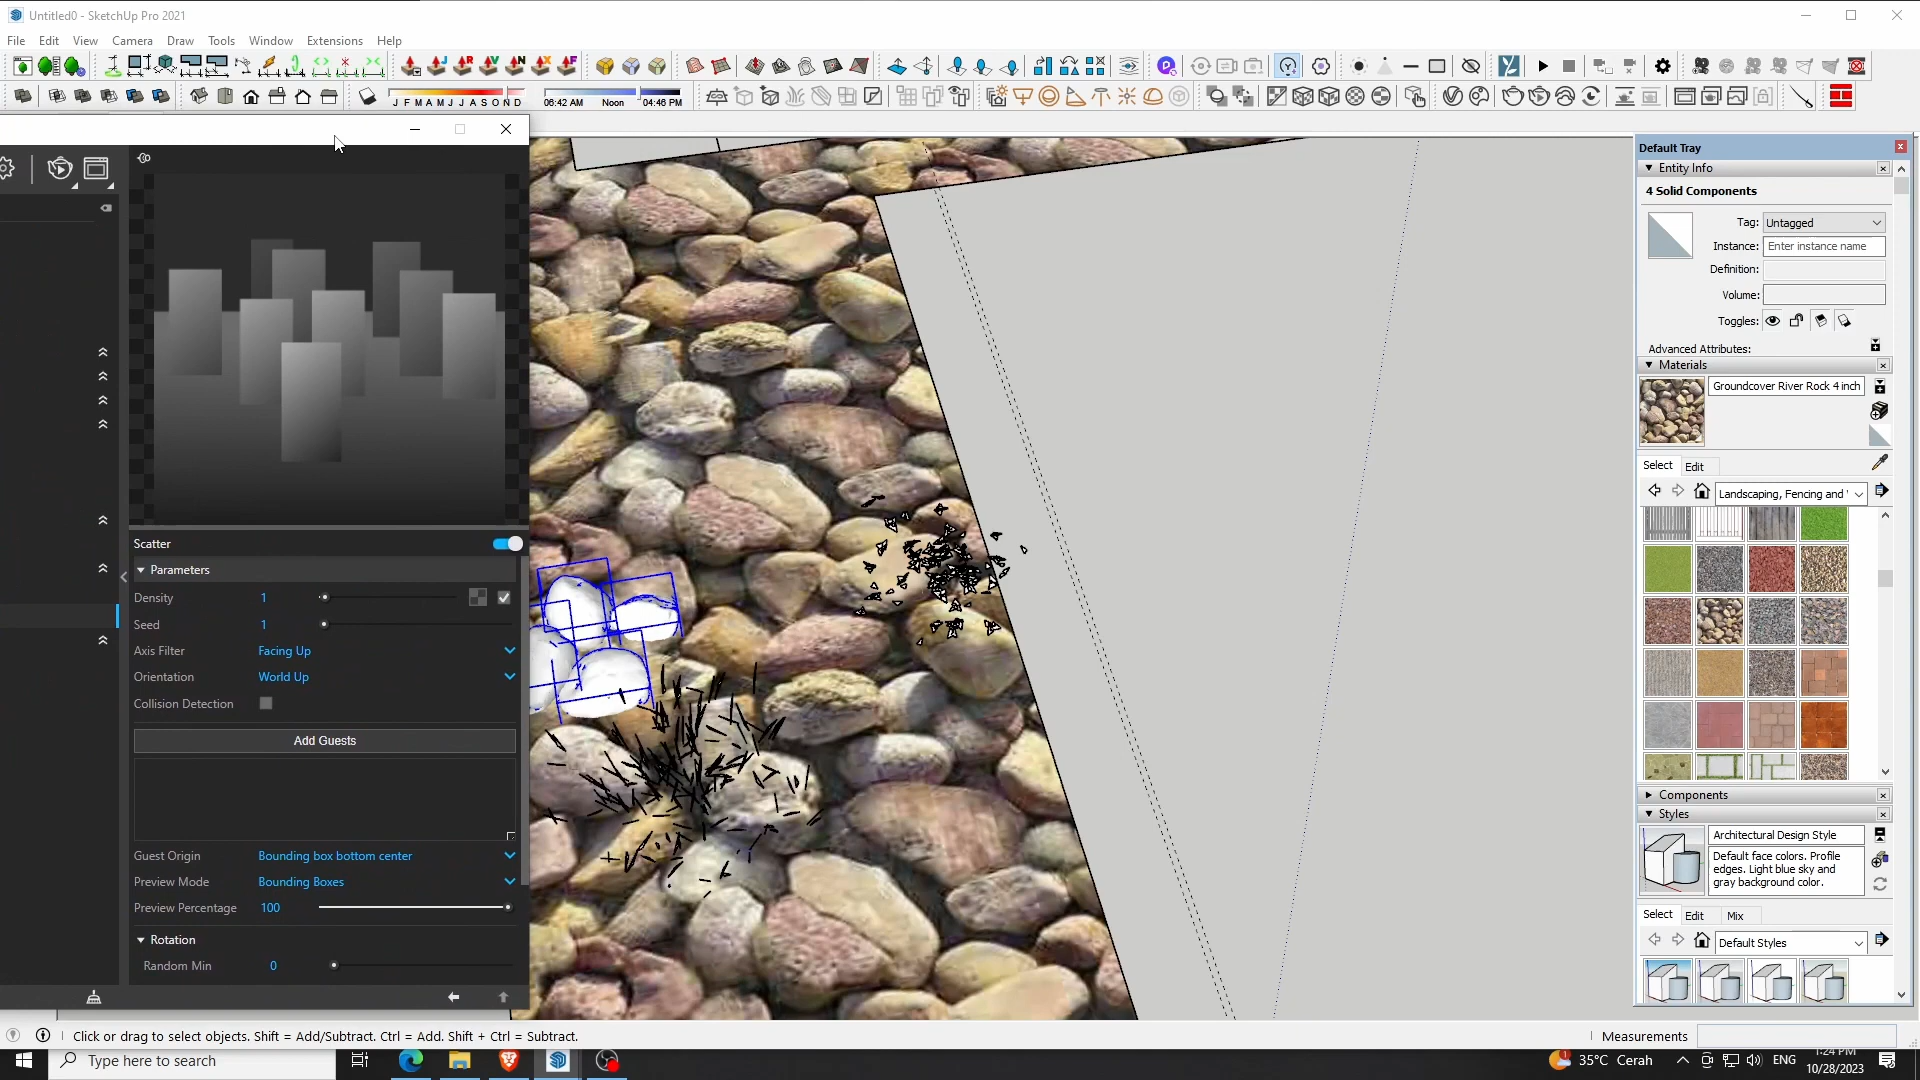 Untitled0 - SketchUp Pro 2021
File Edit View Camera Draw Tools Window Extensions Help
J F M A M J J A S O N D 06:42 AM Noon 04:46 PM
Default Tray
Entity Info
4 Solid Components
Tag: Untagged
Instance: Enter instance name
Definition:
Volume:
Toggles:
Advanced Attributes:
Materials
Groundcover River Rock 4 inch
Select Edit
Landscaping, Fencing and
Components
Styles
Architectural Design Style
Default face colors. Profile
edges. Light blue sky and
gray background color.
Select Edit Mix
Default Styles
Scatter
Parameters
Density 1
Seed 1
Axis Filter Facing Up
Orientation World Up
Collision Detection
Add Guests
Guest Origin Bounding box bottom center
Preview Mode Bounding Boxes
Preview Percentage 100
Rotation
Random Min 0
Click or drag to select objects. Shift = Add/Subtract. Ctrl = Add. Shift + Ctrl = Subtract.
Measurements
Type here to search
35°C Cerah
ENG
1:24 PM
10/28/2023